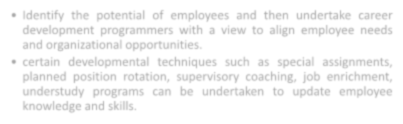 • Identify the potential of employees and then undertake career
development programmers with a view to align employee needs
and organizational opportunities.
• certain developmental techniques such as special assignments,
planned position rotation, supervisory coaching, job enrichment,
understudy programs can be undertaken to update employee
knowledge and skills.